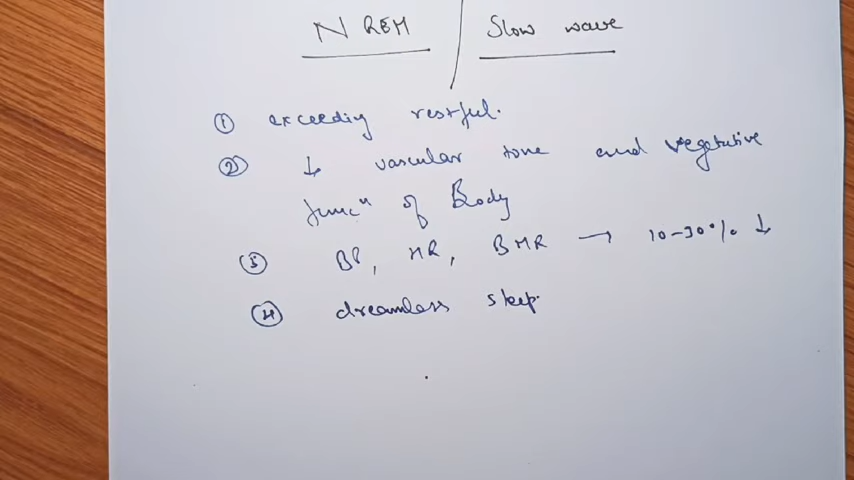 NREM / Slow wave
① exceeding restful.
② ↓ vascular tone and vegetative
funcⁿ of Body
③ BP, HR, BMR → 10-30% ↓
④ dreamless sleep.